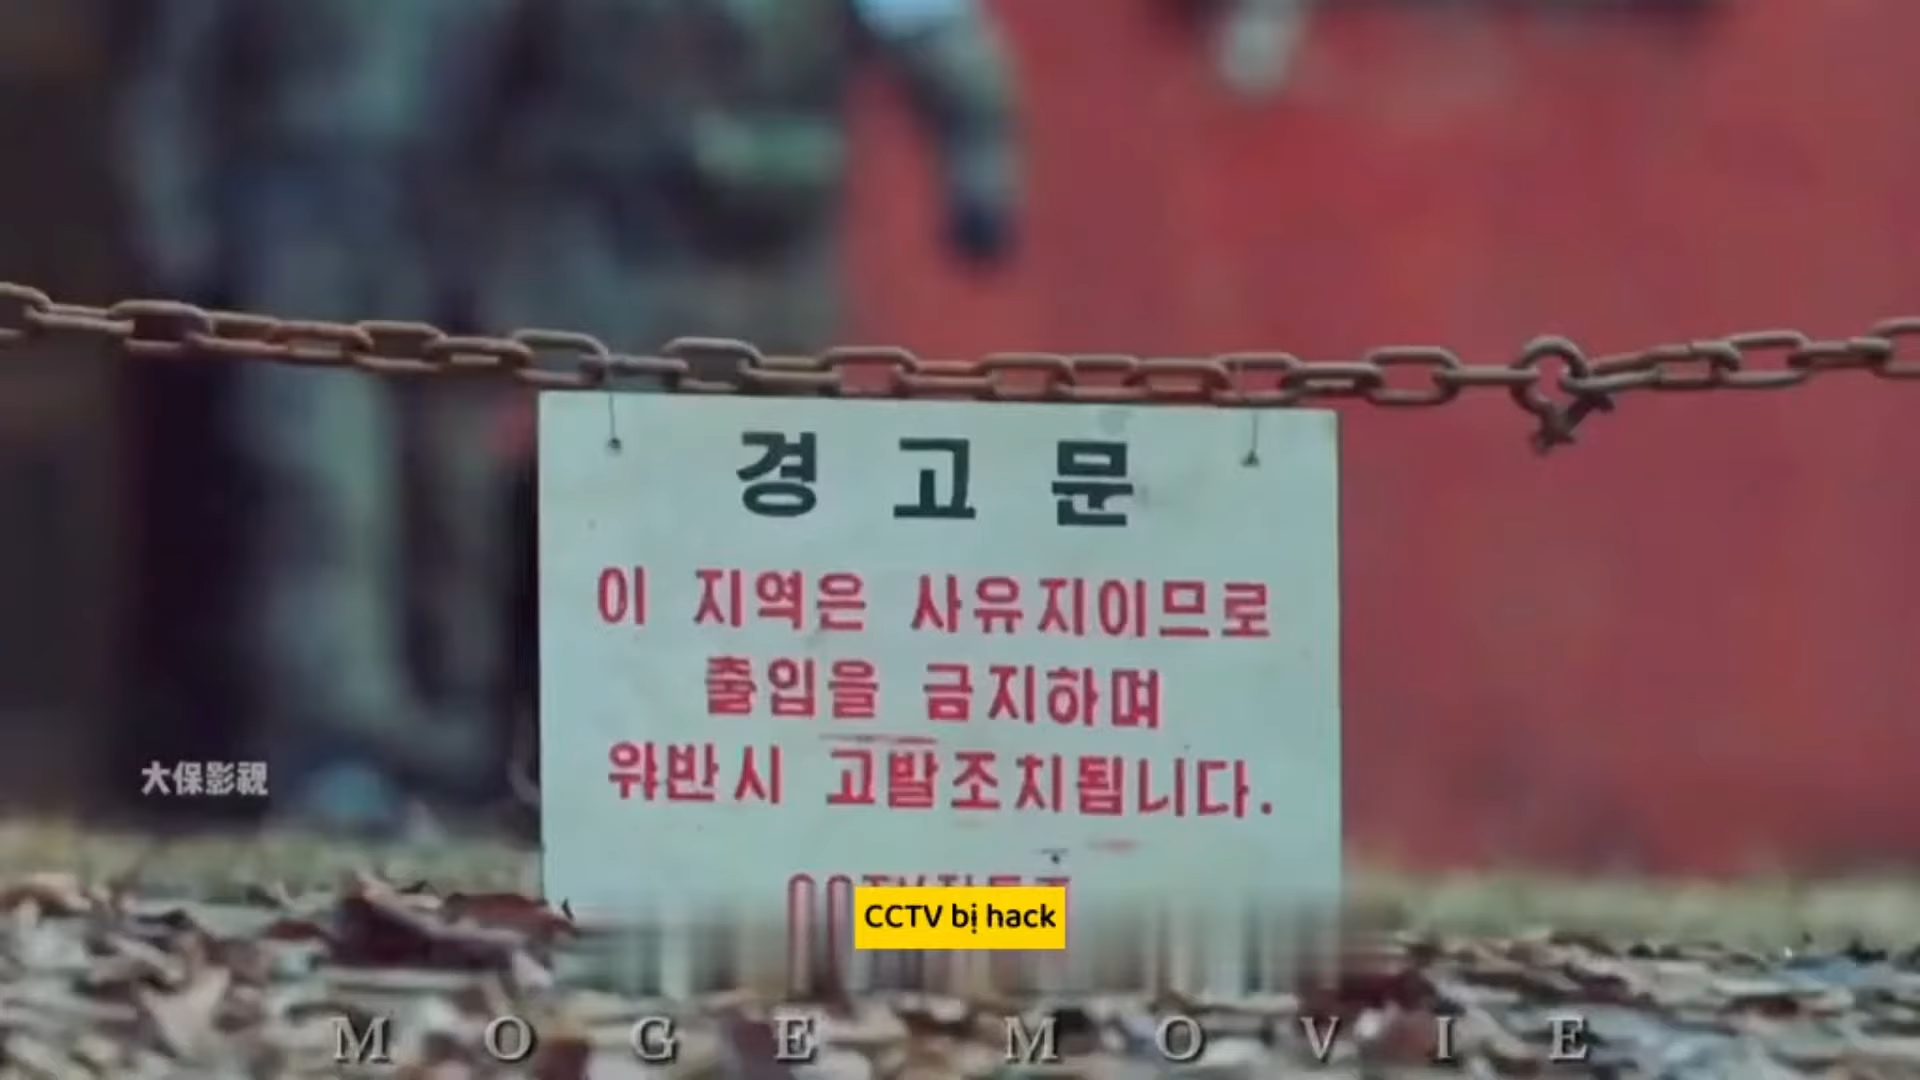 경 고 문
이 지역은 사유지이므로
출입을 금지하며
위반시 고발조치됩니다.
大保影視
CCTV bị hack
MOGE MOVIE